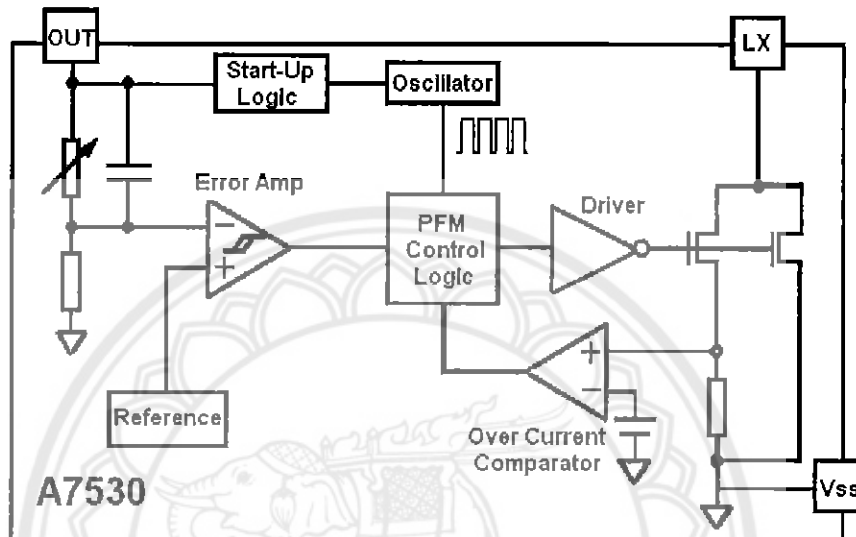 OUT
LX
Start-Up
Logic
Oscillator
Error Amp
PFM
Control
Logic
Driver
−
+
+
−
Reference
Over Current
Comparator
A7530
Vss